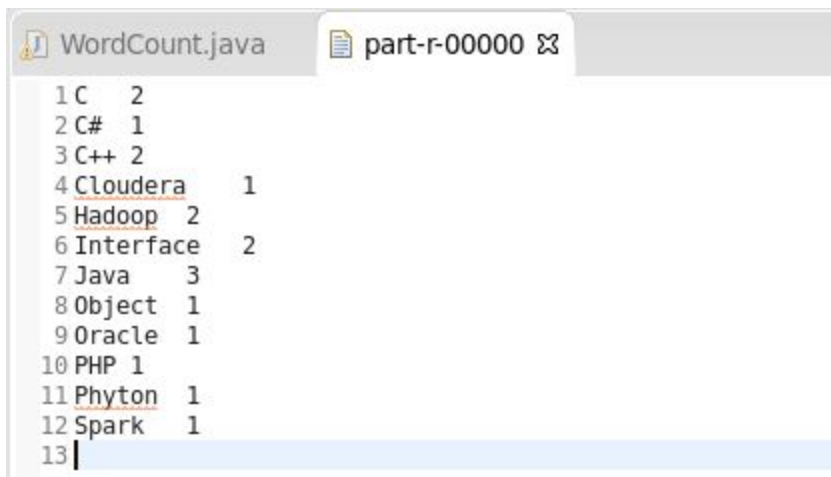 WordCount.java part-r-00000
1 C 2
2 C# 1
3 C++ 2
4 Cloudera 1
5 Hadoop 2
6 Interface 2
7 Java 3
8 Object 1
9 Oracle 1
10 PHP 1
11 Phyton 1
12 Spark 1
13